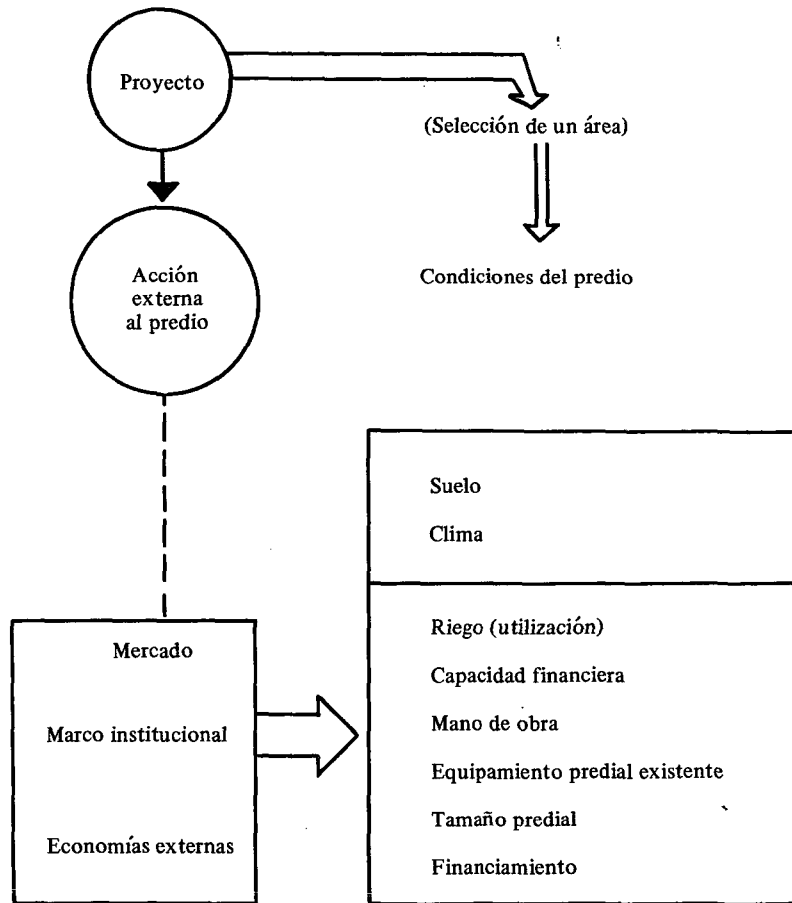 Proyecto
(Selección de un área)
Acción
externa
al predio
Condiciones del predio
Suelo
Clima
Mercado
Marco institucional
Economías externas
Riego (utilización)
Capacidad financiera
Mano de obra
Equipamiento predial existente
Tamaño predial
Financiamiento